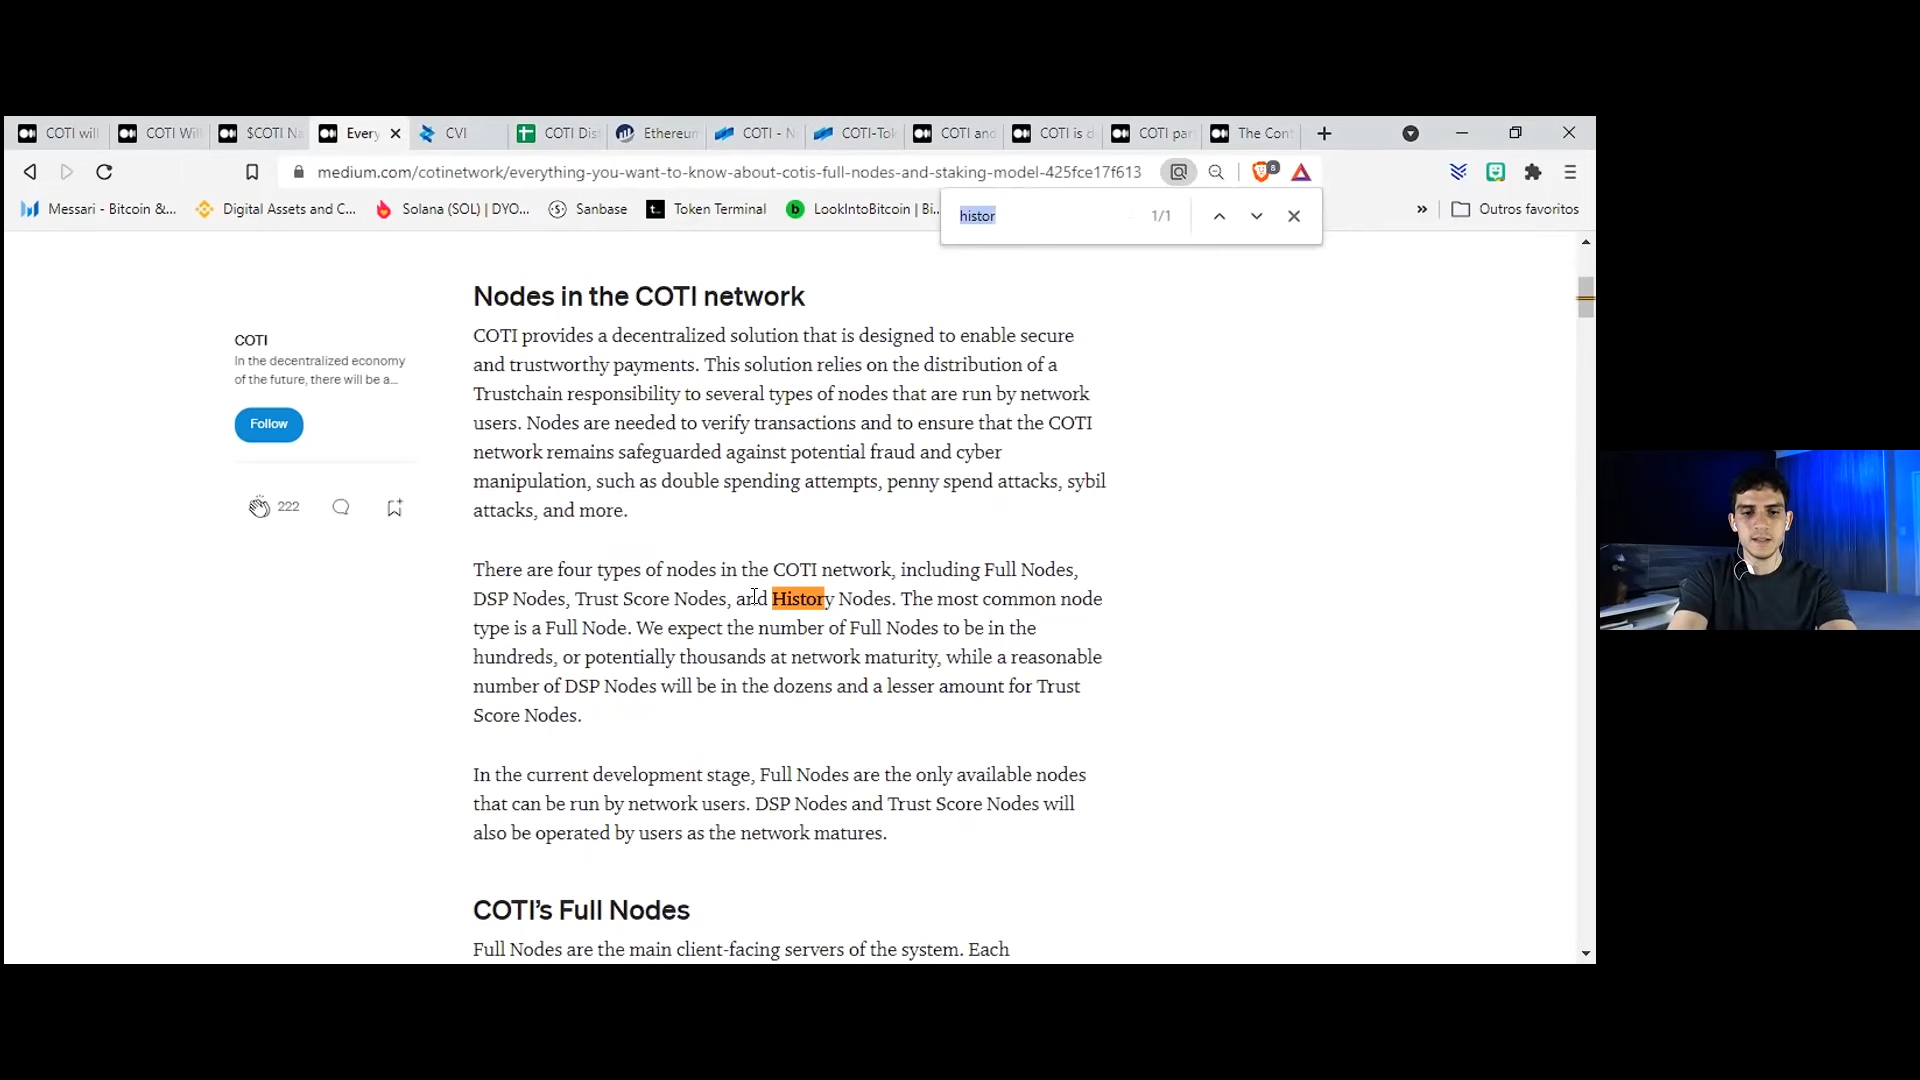 COTI will
COTI Wil
$COTI Na
Every
CVI
COTI Dis
Ethereum
COTI - N
COTI-Tok
COTI and
COTI is d
COTI par
The Cont
medium.com/cotinetwork/everything-you-want-to-know-about-cotis-full-nodes-and-staking-model-425fce17f613
8
Messari - Bitcoin &...
Digital Assets and C...
Solana (SOL) | DYO...
Sanbase
t_
Token Terminal
b
LookIntoBitcoin | Bi...
»
Outros favoritos
histor
1/1
Nodes in the COTI network
COTI provides a decentralized solution that is designed to enable secure
and trustworthy payments. This solution relies on the distribution of a
Trustchain responsibility to several types of nodes that are run by network
users. Nodes are needed to verify transactions and to ensure that the COTI
network remains safeguarded against potential fraud and cyber
manipulation, such as double spending attempts, penny spend attacks, sybil
attacks, and more.
There are four types of nodes in the COTI network, including Full Nodes,
DSP Nodes, Trust Score Nodes, and History Nodes. The most common node
type is a Full Node. We expect the number of Full Nodes to be in the
hundreds, or potentially thousands at network maturity, while a reasonable
number of DSP Nodes will be in the dozens and a lesser amount for Trust
Score Nodes.
In the current development stage, Full Nodes are the only available nodes
that can be run by network users. DSP Nodes and Trust Score Nodes will
also be operated by users as the network matures.
COTI’s Full Nodes
Full Nodes are the main client-facing servers of the system. Each
COTI
In the decentralized economy
of the future, there will be a...
Follow
222